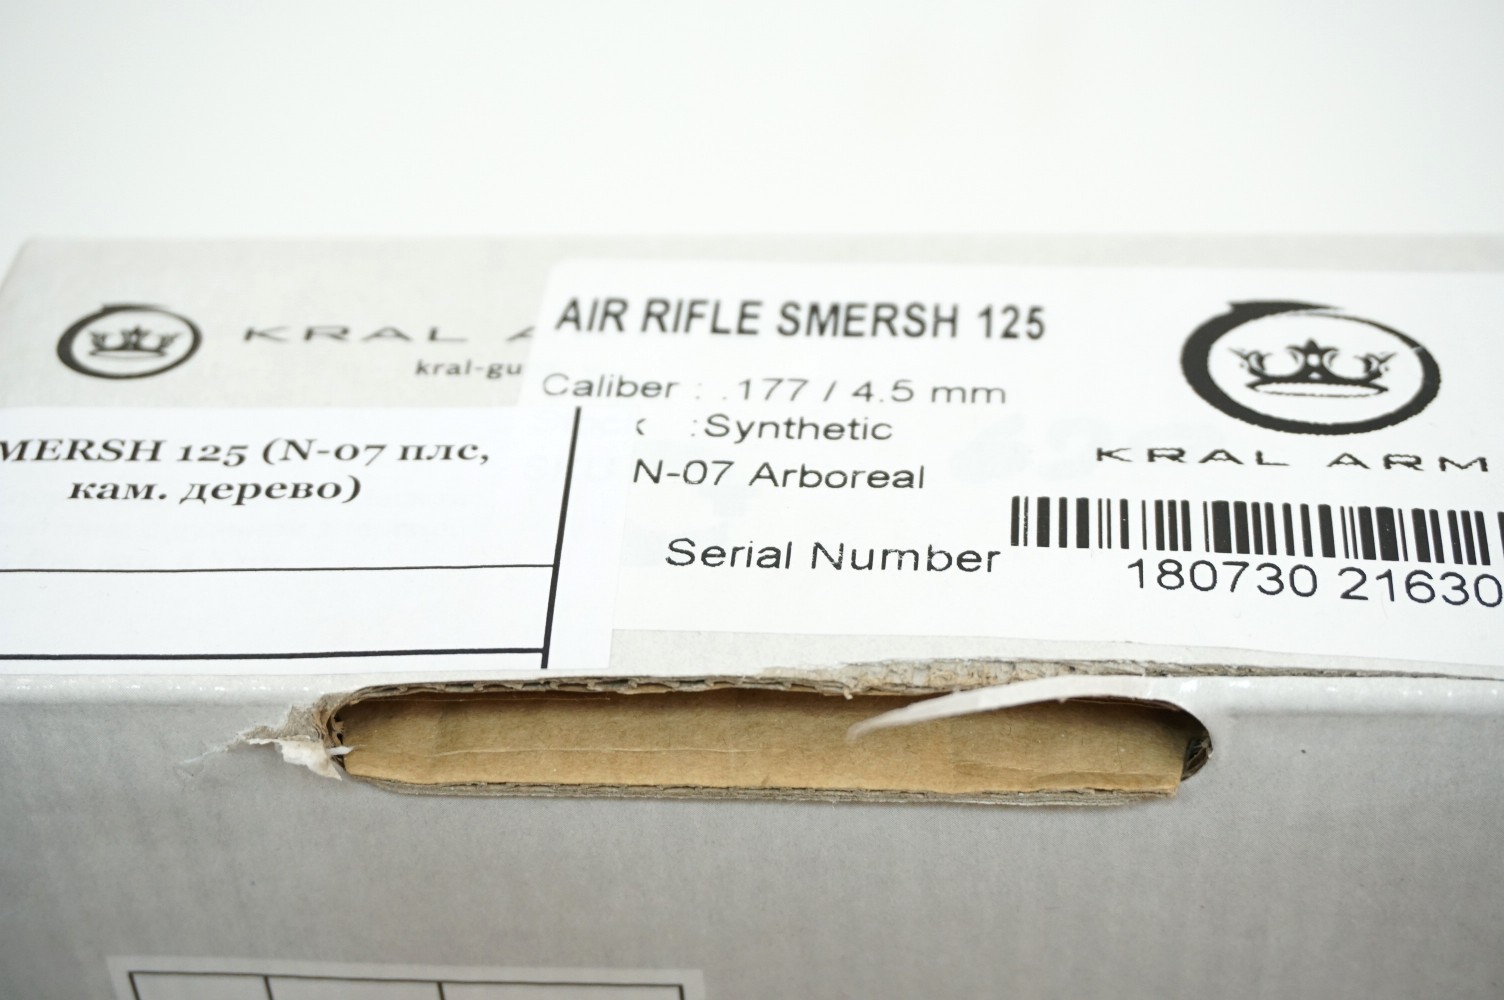 KRAL A
kral-gu
MERSH 125 (N-07 плс,
кам. дерево)
AIR RIFLE SMERSH 125
Caliber : .177 / 4.5 mm
:Synthetic
N-07 Arboreal
Serial Number
KRAL ARM
180730 21630